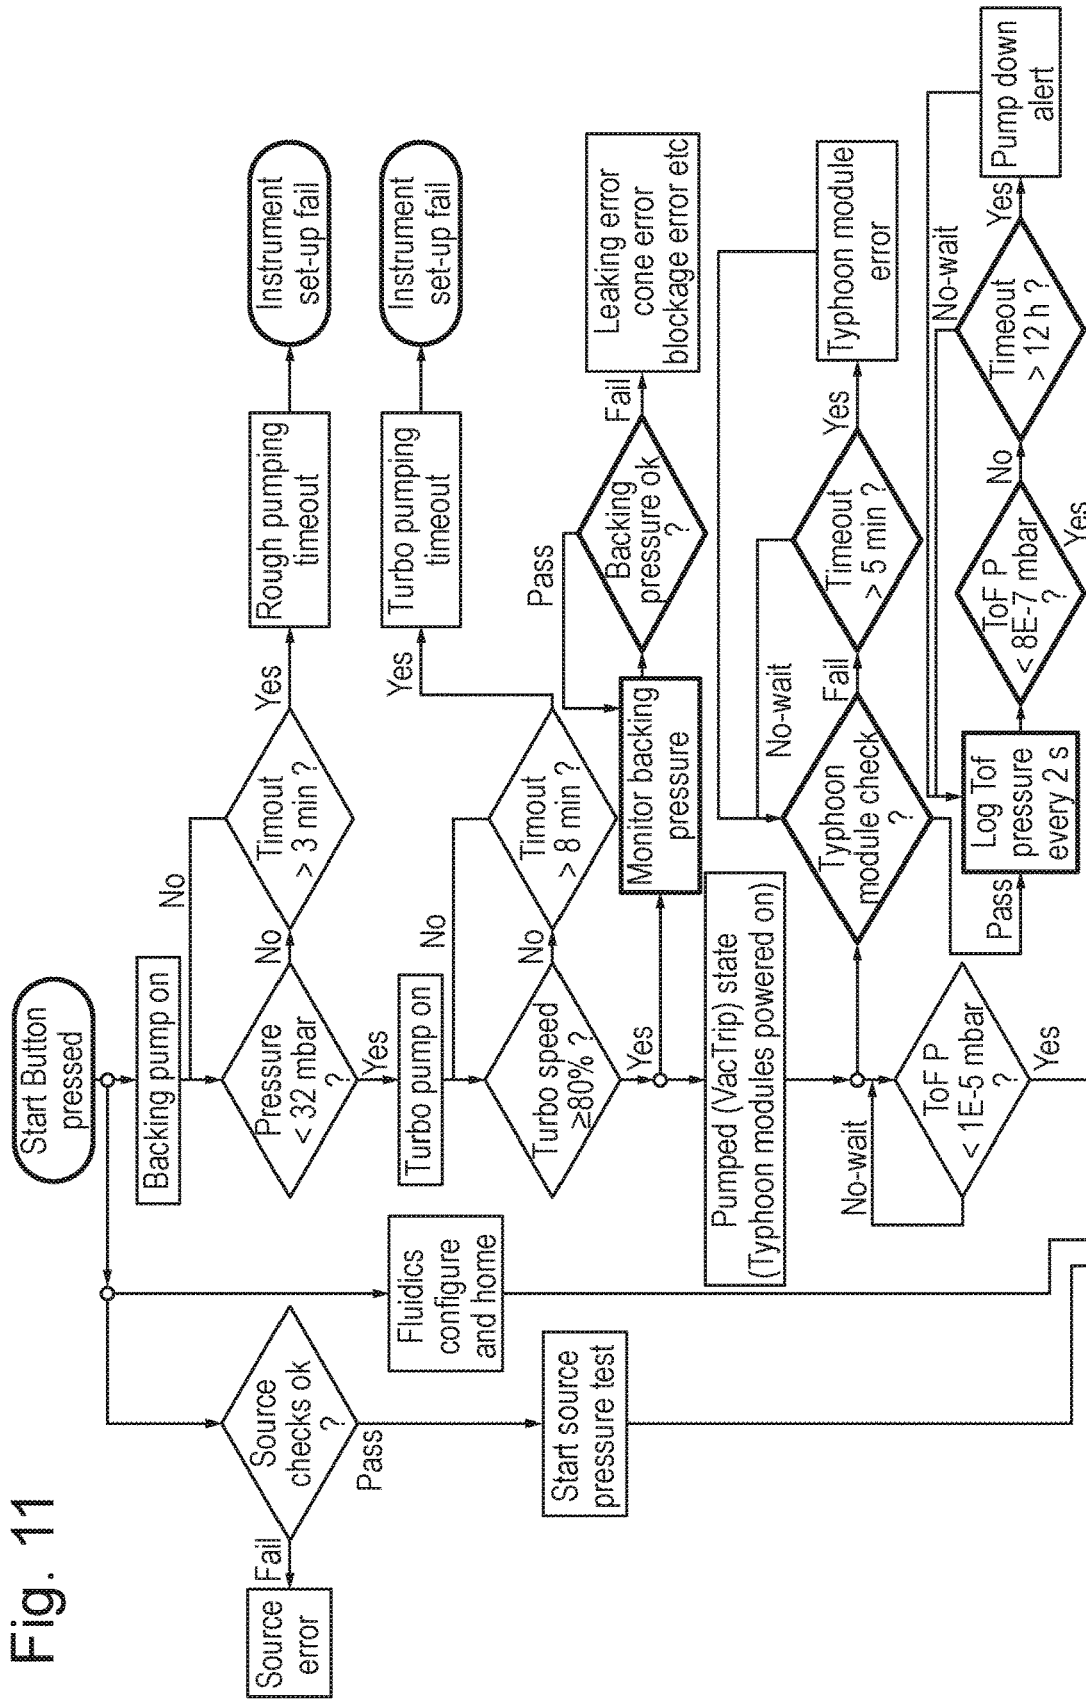 Fig. 11
Start Button
pressed
Source
checks ok
?
Fail
Source
error
Pass
Start source
pressure test
Fluidics
configure
and home
Backing pump on
Pressure
< 32 mbar
?
No
Timout
> 3 min ?
No
Yes
Rough pumping
timeout
Instrument
set-up fail
Yes
Turbo pump on
Turbo speed
≥80% ?
No
Timout
> 8 min ?
No
Yes
Turbo pumping
timeout
Instrument
set-up fail
Yes
Monitor backing
pressure
Backing
pressure ok
?
Pass
Fail
Leaking error
cone error
blockage error etc
Pumped (VacTrip) state
(Typhoon modules powered on)
Typhoon
module check
?
Fail
Timeout
> 5 min ?
No-wait
Yes
Typhoon module
error
Pass
ToF P
< 1E-5 mbar
?
No-wait
Yes
Log Tof
pressure
every 2 s
ToF P
< 8E-7 mbar
?
No
Yes
Timeout
> 12 h ?
No-wait
Yes
Pump down
alert